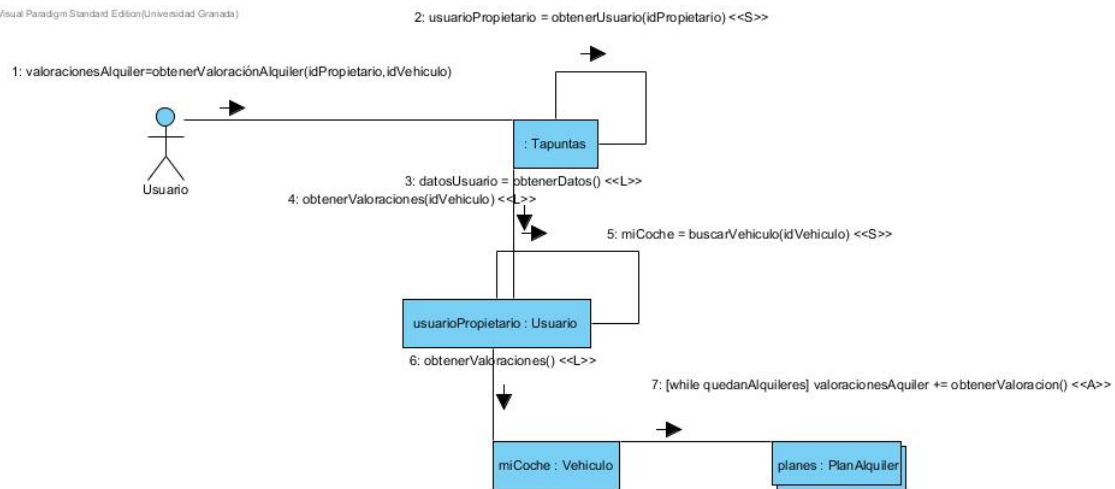 Visual Paradigm Standard Edition(Universidad Granada)
2: usuarioPropietario = obtenerUsuario(idPropietario) <<S>>
1: valoracionesAlquiler=obtenerValoraciónAlquiler(idPropietario,idVehiculo)
: Tapuntas
Usuario
3: datosUsuario = obtenerDatos() <<L>>
4: obtenerValoraciones(idVehiculo) <<L>>
5: miCoche = buscarVehiculo(idVehiculo) <<S>>
usuarioPropietario : Usuario
6: obtenerValoraciones() <<L>>
7: [while quedanAlquileres] valoracionesAquiler += obtenerValoracion() <<A>>
miCoche : Vehiculo
planes : PlanAlquiler